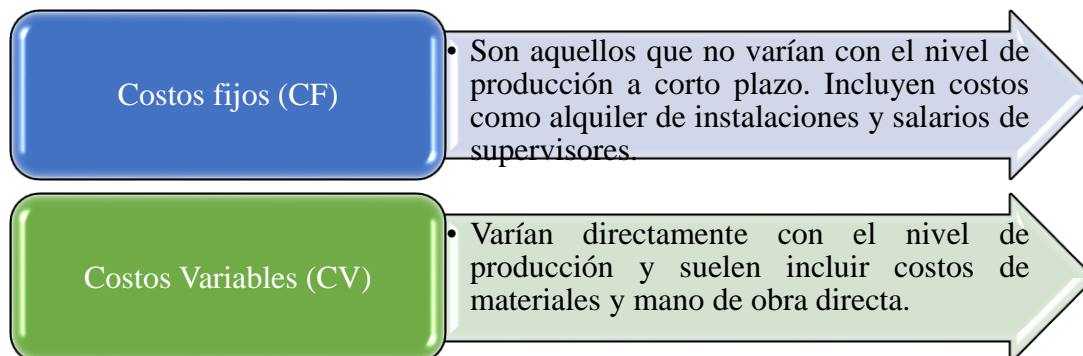 Costos fijos (CF)
• Son aquellos que no varían con el nivel de
producción a corto plazo. Incluyen costos
como alquiler de instalaciones y salarios de
supervisores.
Costos Variables (CV)
• Varían directamente con el nivel de
producción y suelen incluir costos de
materiales y mano de obra directa.